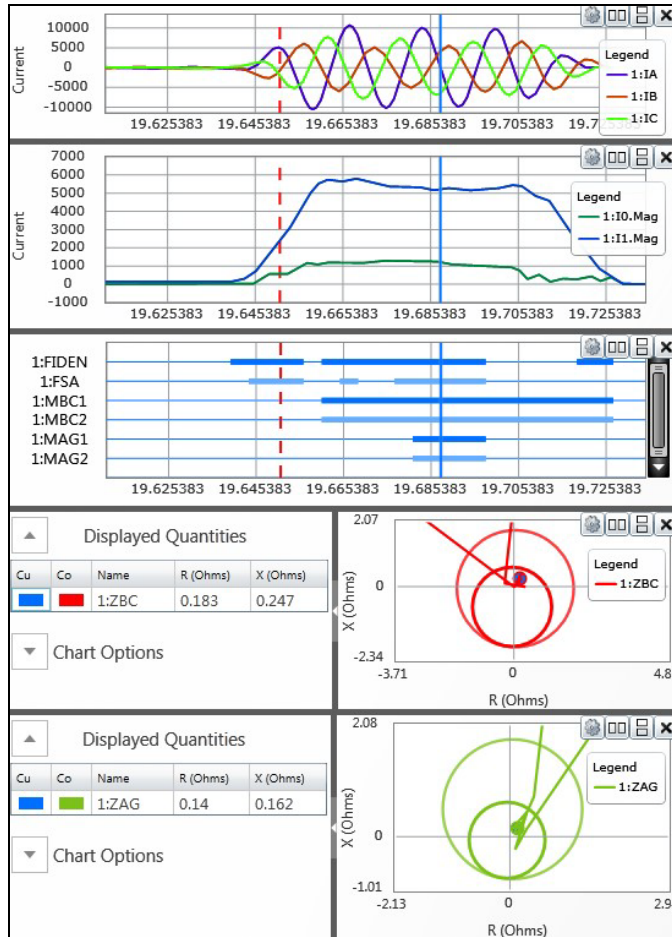 Current
10000
5000
0
-5000
-10000
Legend
1:IA
1:IB
1:IC
19.625383 19.645383 19.665383 19.685383 19.705383
Current
7000
6000
5000
4000
3000
2000
1000
0
-1000
Legend
1:I0.Mag
1:I1.Mag
19.625383 19.645383 19.665383 19.685383 19.705383 19.725383
1:FIDEN
1:FSA
1:MBC1
1:MBC2
1:MAG1
1:MAG2
19.625383 19.645383 19.665383 19.685383 19.705383 19.725383
Displayed Quantities
Cu Co Name R (Ohms) X (Ohms)
1:ZBC 0.183 0.247
Chart Options
X (Ohms)
2.07
0
-2.34
-3.71 0 4.8
R (Ohms)
Legend
1:ZBC
Displayed Quantities
Cu Co Name R (Ohms) X (Ohms)
1:ZAG 0.14 0.162
Chart Options
X (Ohms)
2.08
0
-1.01
-2.13 0 2.9
R (Ohms)
Legend
1:ZAG